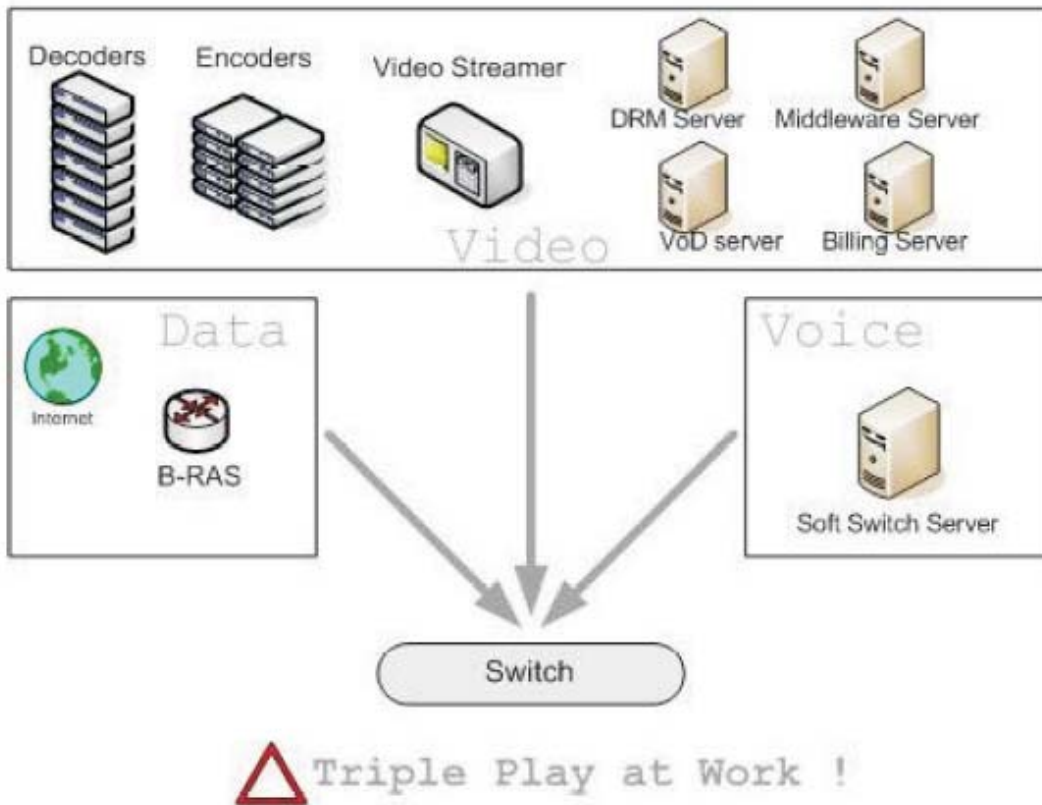 Decoders
Encoders
Video Streamer
DRM Server
Middleware Server
VoD server
Billing Server
Video
Data
Internet
B-RAS
Voice
Soft Switch Server
Switch
Triple Play at Work !